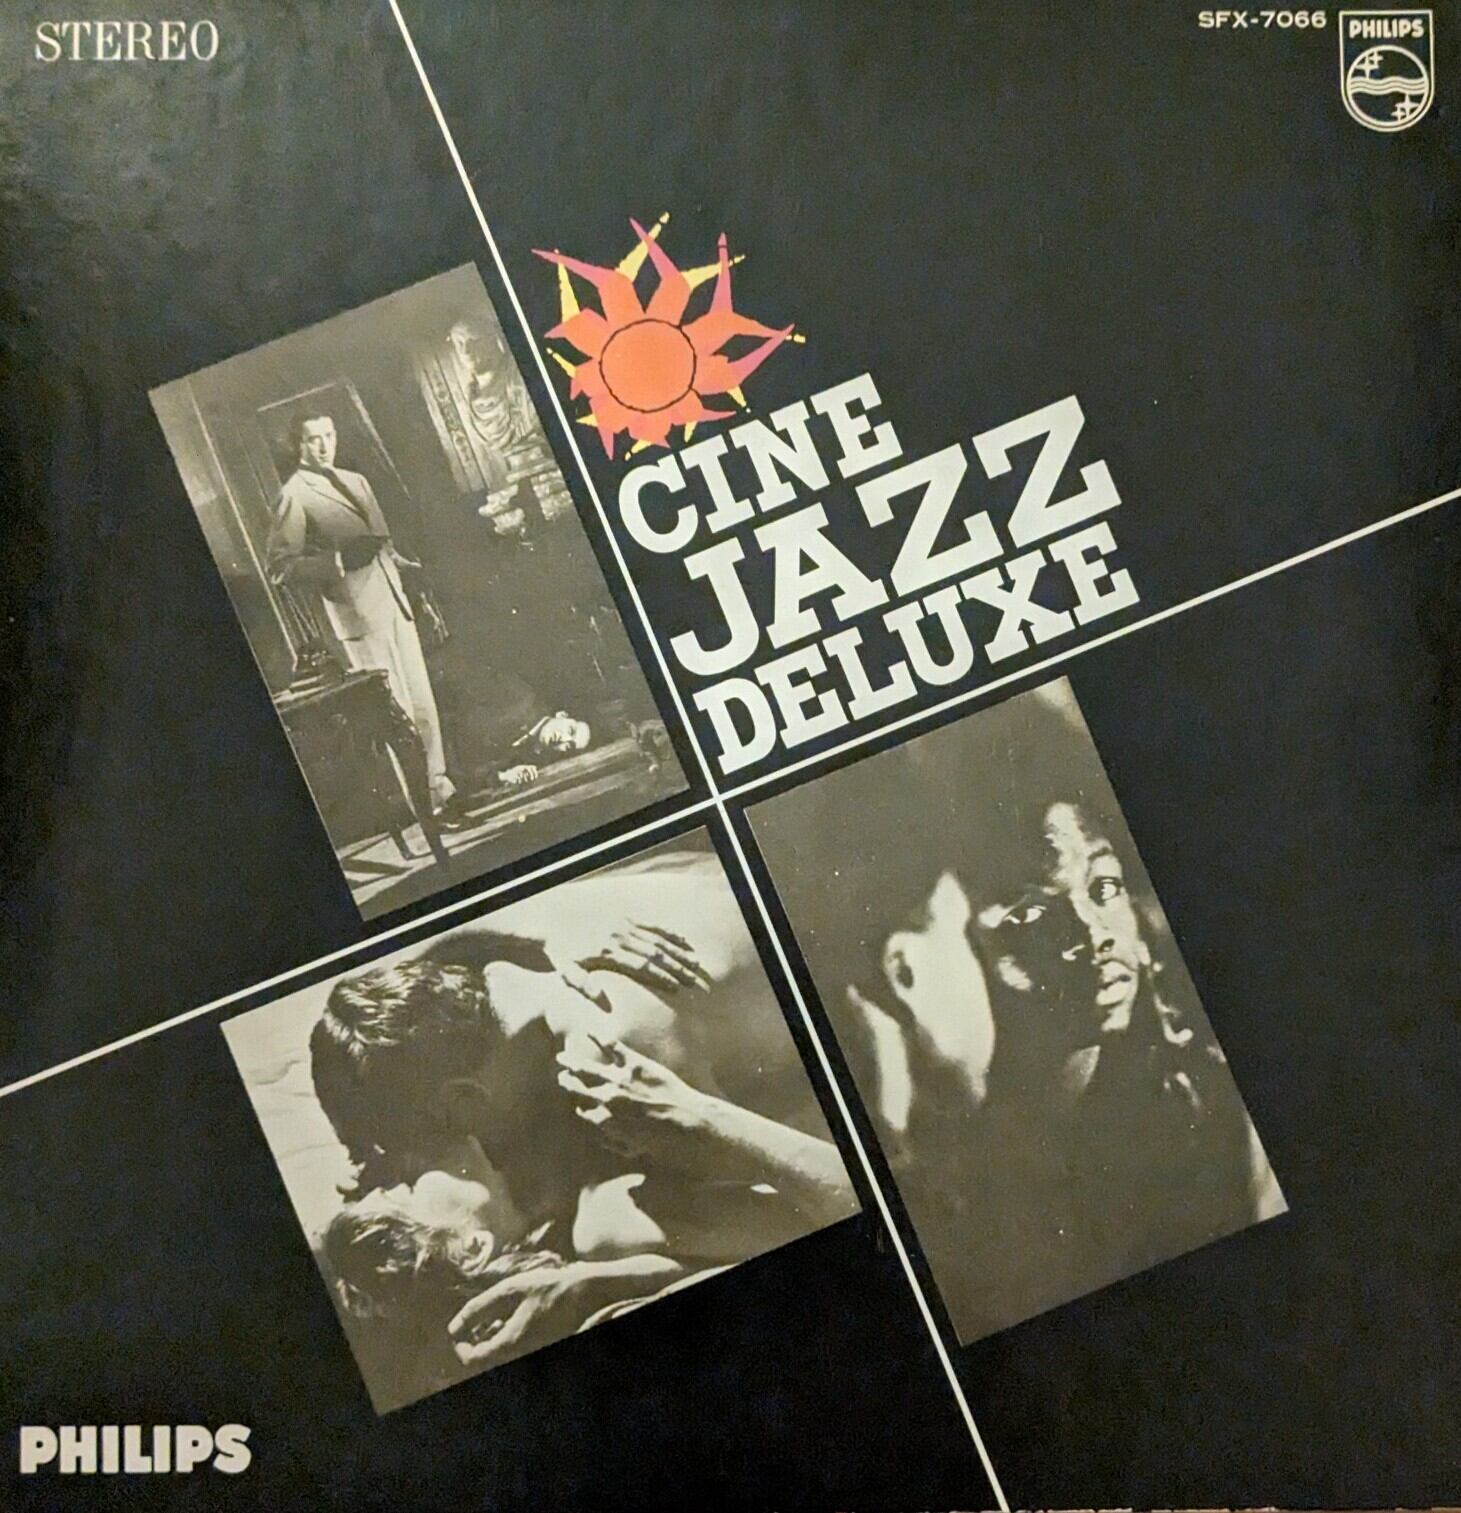 STEREO
SFX-7066
PHILIPS
CINE
JAZZ
DELUXE
PHILIPS